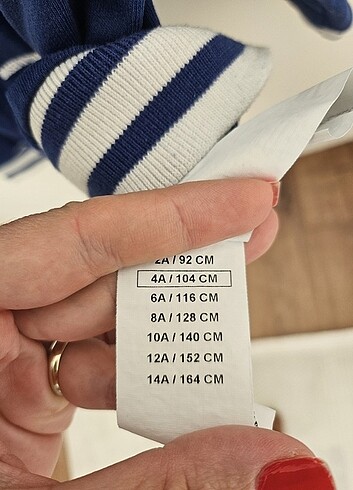 2A / 92 CM
4A / 104 CM
6A / 116 CM
8A / 128 CM
10A / 140 CM
12A / 152 CM
14A / 164 CM